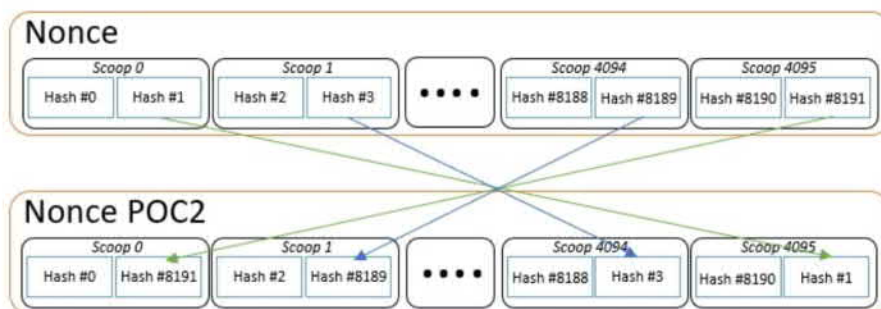 Nonce
Scoop 0 Scoop 1 Scoop 4094 Scoop 4095
Hash #0 Hash #1 Hash #2 Hash #3 •••• Hash #8188 Hash #8189 Hash #8190 Hash #8191
Nonce POC2
Scoop 0 Scoop 1 Scoop 4094 Scoop 4095
Hash #0 Hash #8191 Hash #2 Hash #8189 •••• Hash #8188 Hash #3 Hash #8190 Hash #1